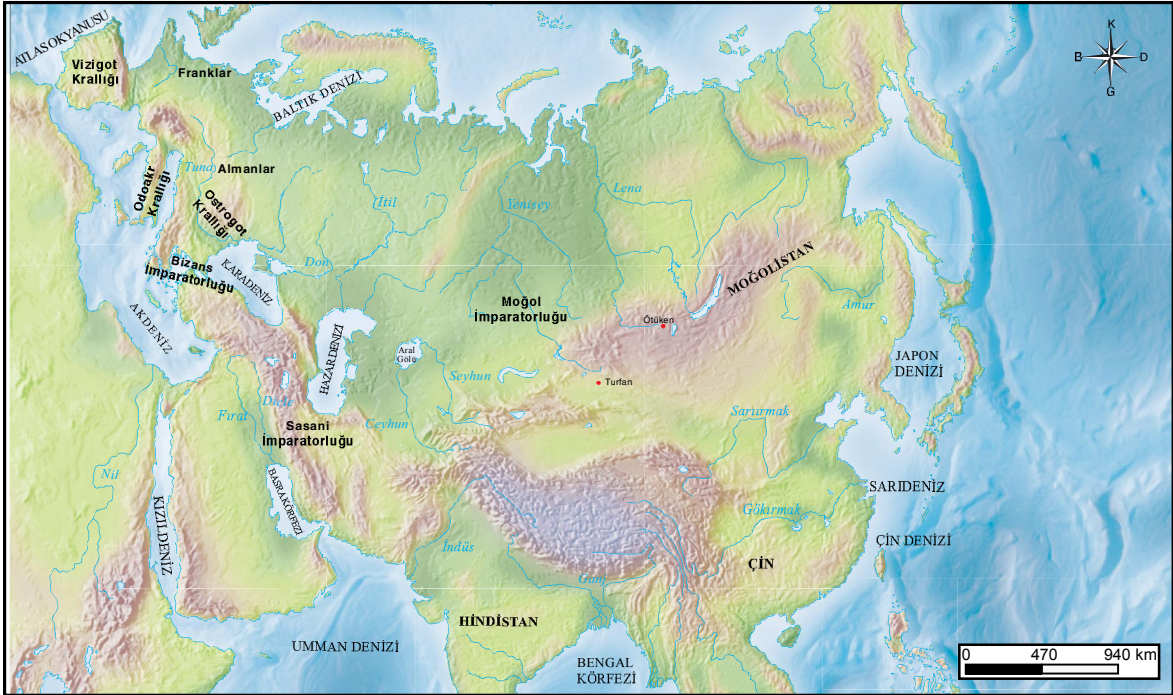 ATLAS OKYANUSU
Vizigot
Krallığı
Franklar
BALTIK DENİZİ
K
B
D
G
Tuna
Almanlar
Odoakr
Krallığı
Ostrogot
Krallığı
İtil
Yenisey
Lena
Bizans
İmparatorluğu
KARADENİZ
Don
MOĞOLİSTAN
Moğol
İmparatorluğu
Ötüken
Amur
AKDENİZ
HAZAR DENİZİ
Aral
Gölü
Seyhun
Turfan
JAPON
DENİZİ
Fırat
Dicle
Ceyhun
Sarıırmak
Sasani
İmparatorluğu
Nil
BASRA KÖRFEZİ
KIZILDENİZ
SARIDENİZ
Gökırmak
ÇİN DENİZİ
İndüs
Ganj
ÇİN
HİNDİSTAN
UMMAN DENİZİ
BENGAL
KÖRFEZİ
0 470 940 km